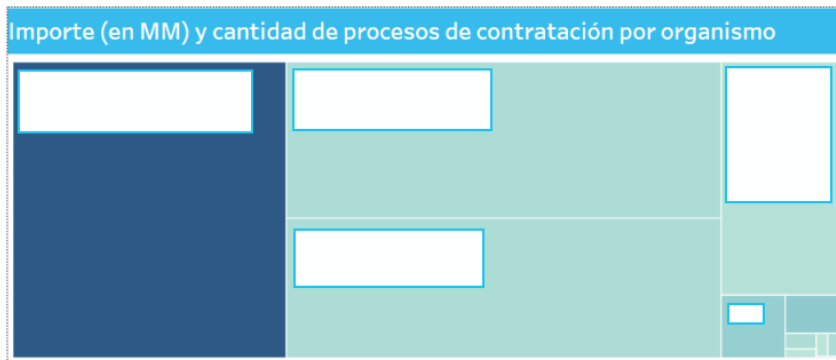 Importe (en MM) y cantidad de procesos de contratación por organismo